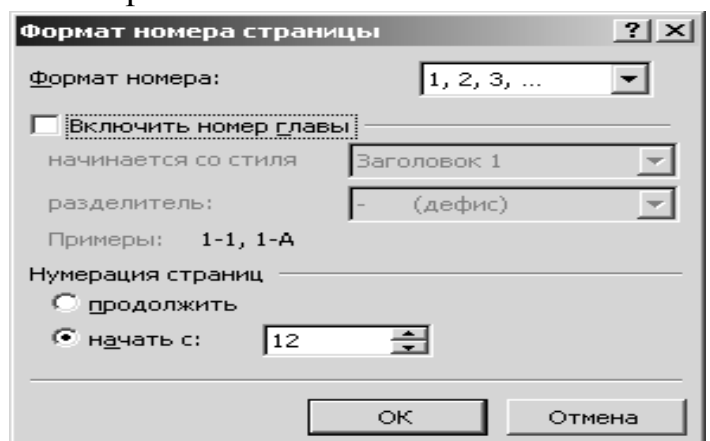 Формат номера страницы ? ×
Формат номера: 1, 2, 3, ...
Включить номер главы
начинается со стиля Заголовок 1
разделитель: - (дефис)
Примеры: 1-1, 1-A
Нумерация страниц
продолжить
начать с: 12
ОК Отмена